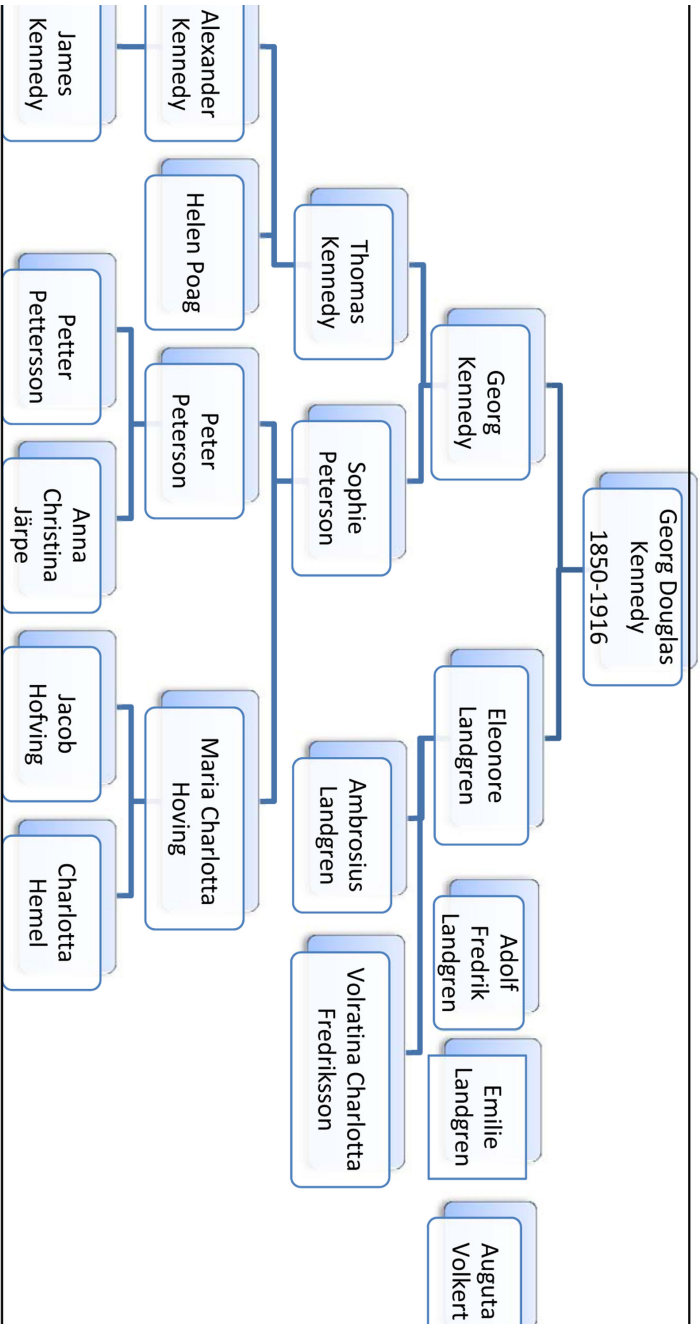 Georg Douglas
Kennedy
1850-1916
Georg
Kennedy
Eleonore
Landgren
Adolf
Fredrik
Landgren
Emilie
Landgren
Auguta
Volkert
Thomas
Kennedy
Sophie
Peterson
Ambrosius
Landgren
Volratina Charlotta
Fredriksson
Alexander
Kennedy
Helen Poag
Peter
Peterson
Maria Charlotta
Hoving
James
Kennedy
Petter
Pettersson
Anna
Christina
Järpe
Jacob
Hofving
Charlotta
Hemel